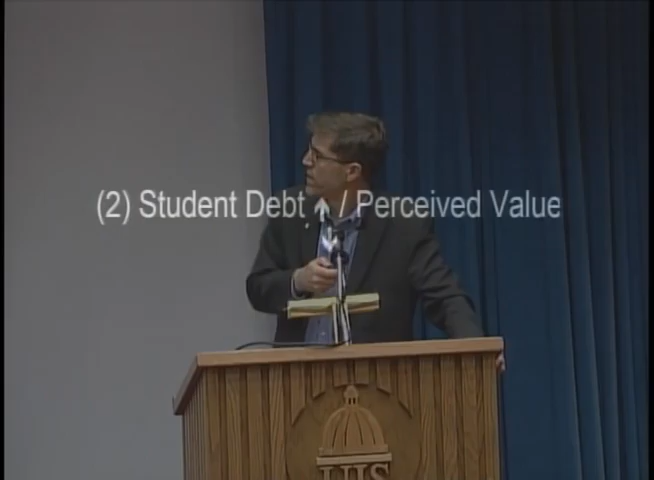 (2) Student Debt ↑ / Perceived Value
UIS